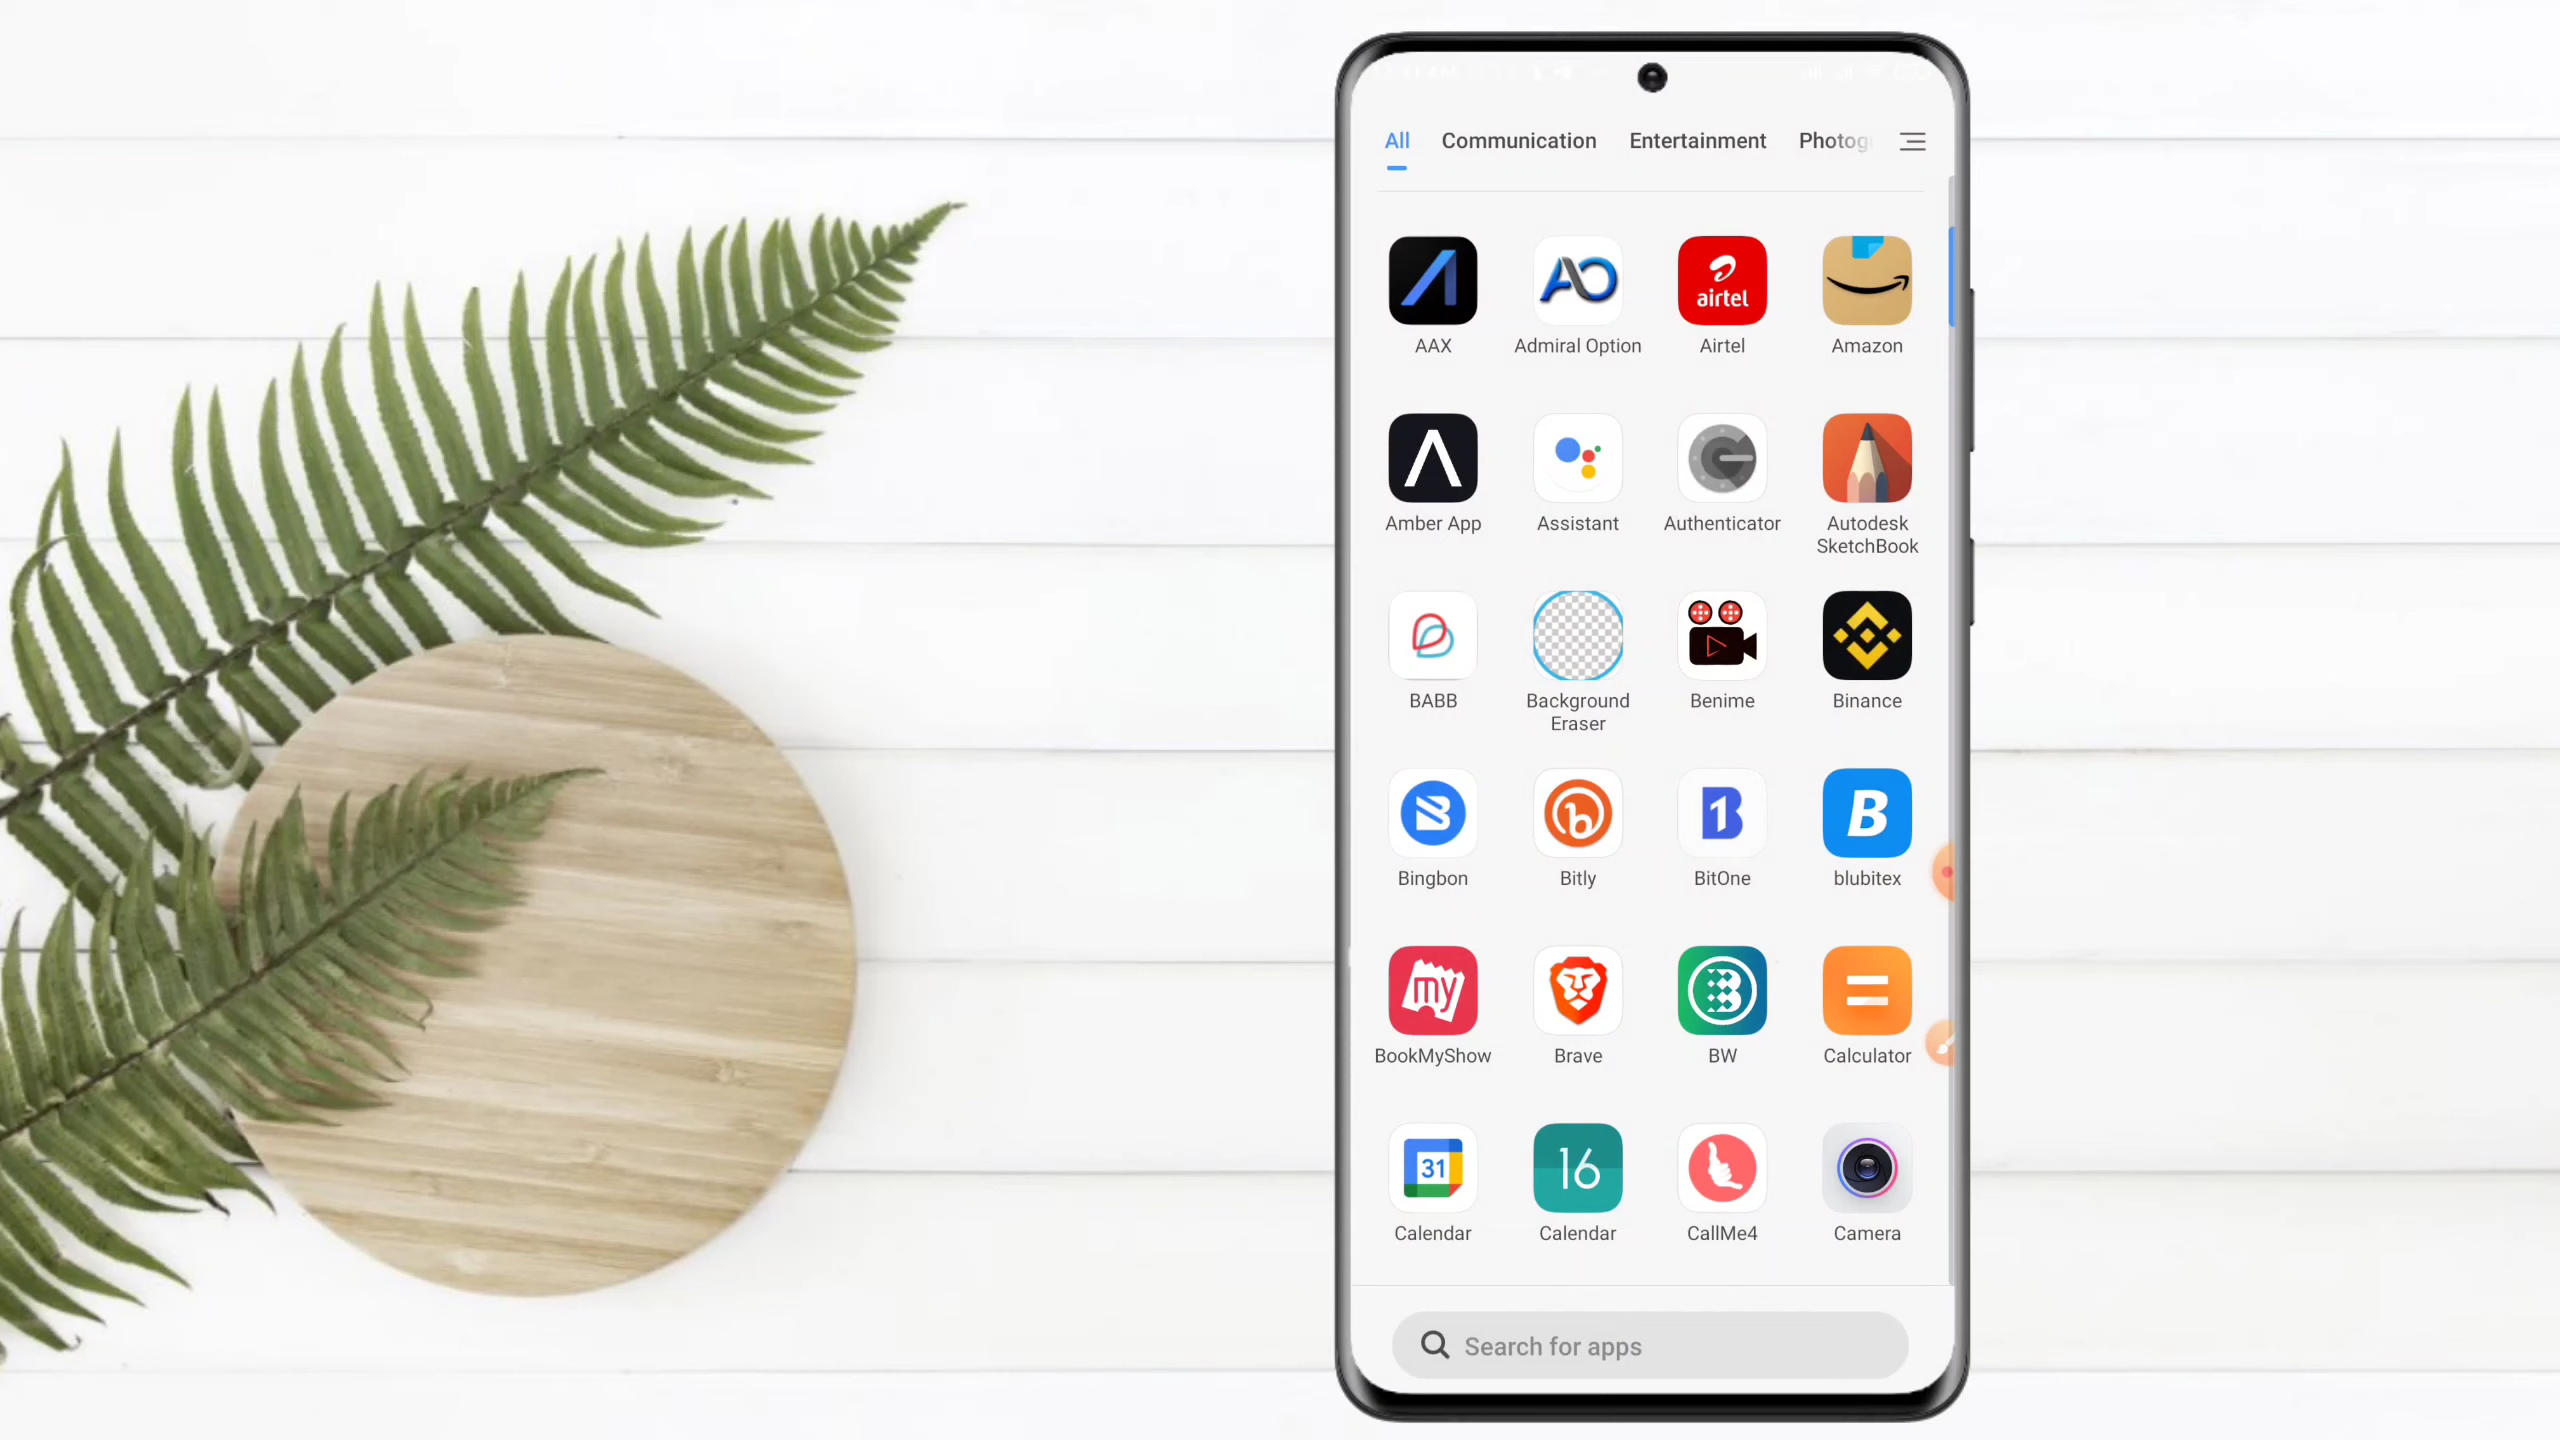 All Communication Entertainment Photog
airtel
AAX Admiral Option Airtel Amazon
Amber App Assistant Authenticator Autodesk
SketchBook
BABB Background Benime Binance
Eraser
Bingbon Bitly BitOne blubitex
my
BookMyShow Brave BW Calculator
31 16
Calendar Calendar CallMe4 Camera
Search for apps